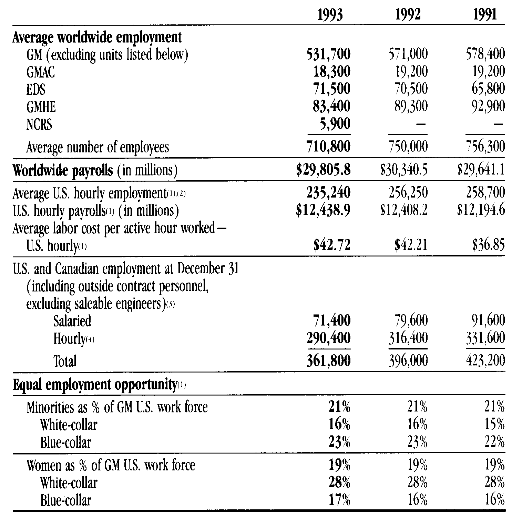 1993 1992 1991
Average worldwide employment
GM (excluding units listed below) 531,700 571,000 578,400
GMAC 18,300 19,200 19,200
EDS 71,500 70,500 65,800
GMHE 83,400 89,300 92,900
NCRS 5,900 – –
Average number of employees 710,800 750,000 756,300
Worldwide payrolls (in millions) $29,805.8 $30,340.5 $29,641.1
Average U.S. hourly employment 235,240 256,250 258,700
U.S. hourly payrolls(1) (in millions) $12,438.9 $12,408.2 $12,194.6
Average labor cost per active hour worked–
U.S. hourly(1) $42.72 $42.21 $36.85
U.S. and Canadian employment at December 31
(including outside contract personnel,
excluding saleable engineers)
Salaried 71,400 79,600 91,600
Hourly 290,400 316,400 331,600
Total 361,800 396,000 423,200
Equal employment opportunity
Minorities as % of GM U.S. work force 21% 21% 21%
White-collar 16% 16% 15%
Blue-collar 23% 23% 22%
Women as % of GM U.S. work force 19% 19% 19%
White-collar 28% 28% 28%
Blue-collar 17% 16% 16%